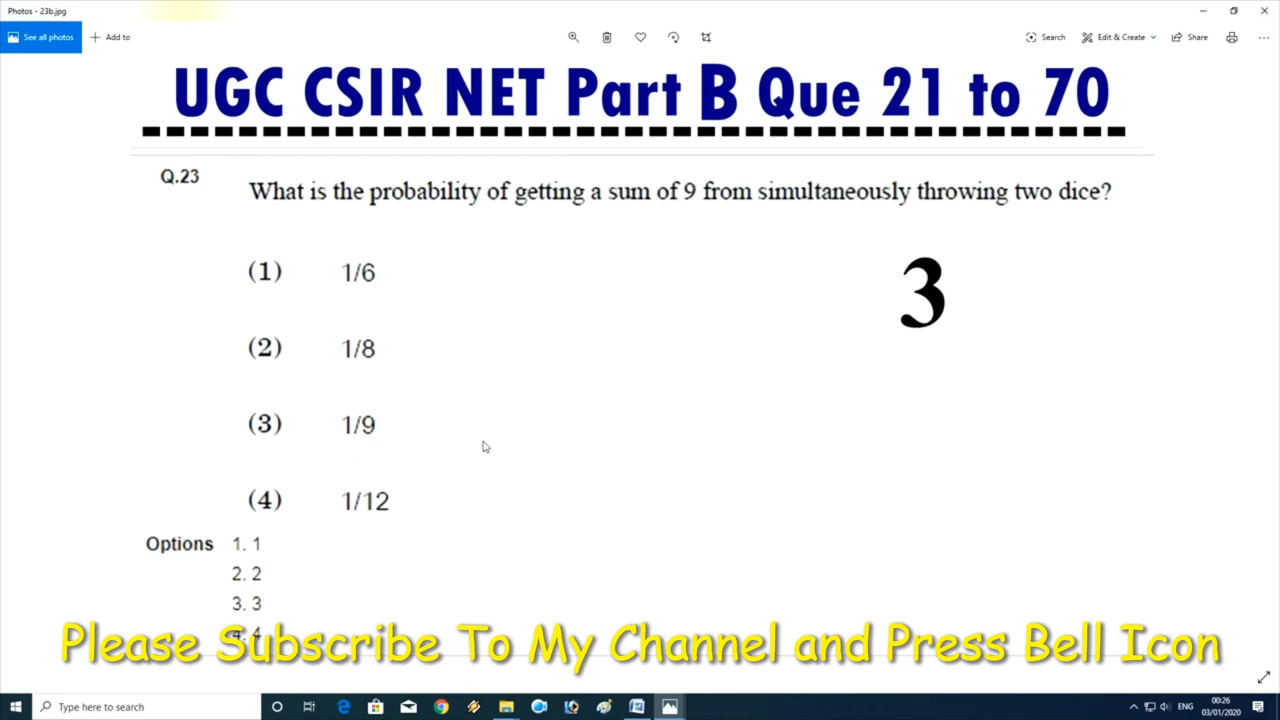 Photos - 23b.jpg
See all photos
Add to
Search
Edit & Create
Share
UGC CSIR NET Part B Que 21 to 70
Q.23
What is the probability of getting a sum of 9 from simultaneously throwing two dice?
3
(1) 1/6
(2) 1/8
(3) 1/9
(4) 1/12
Options 1. 1
2. 2
3. 3
4. 4
Please Subscribe To My Channel and Press Bell Icon
Type here to search
ENG
00:26
03/01/2020